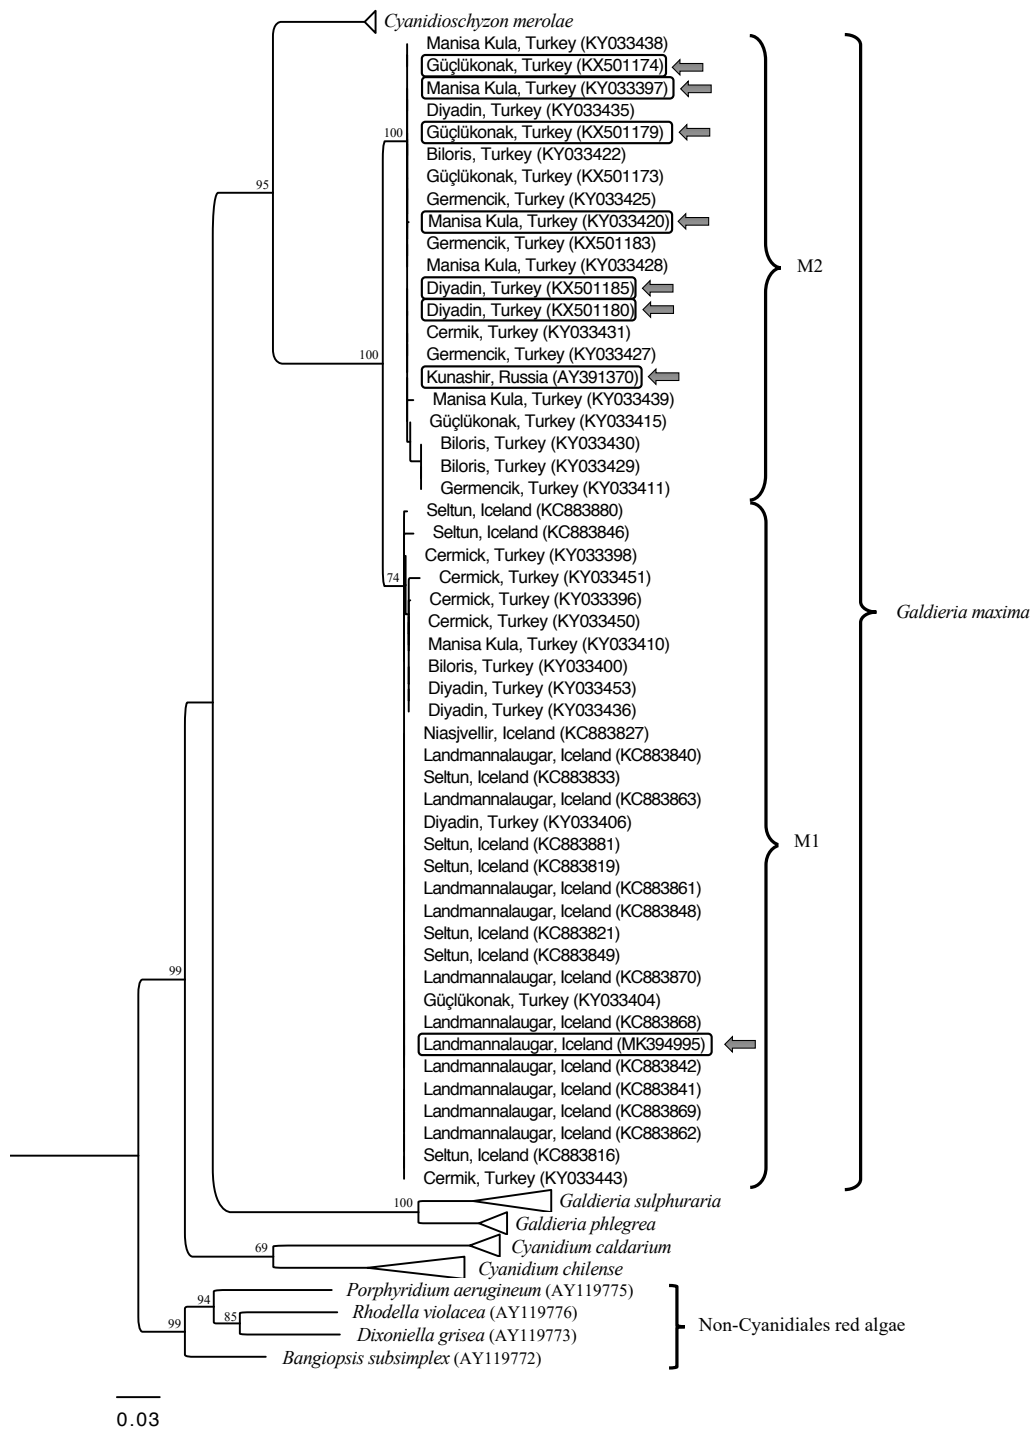 Cyanidioschyzon merolae
Manisa Kula, Turkey (KY033438)
Güçlükonak, Turkey (KX501174)
Manisa Kula, Turkey (KY033397)
Diyadin, Turkey (KY033435)
100
Güçlükonak, Turkey (KX501179)
Biloris, Turkey (KY033422)
Güçlükonak, Turkey (KX501173)
95
Germencik, Turkey (KY033425)
Manisa Kula, Turkey (KY033420)
Germencik, Turkey (KX501183)
Manisa Kula, Turkey (KY033428)
M2
Diyadin, Turkey (KX501185)
Diyadin, Turkey (KX501180)
Cermik, Turkey (KY033431)
100
Germencik, Turkey (KY033427)
Kunashir, Russia (AY391370)
Manisa Kula, Turkey (KY033439)
Güçlükonak, Turkey (KY033415)
Biloris, Turkey (KY033430)
Biloris, Turkey (KY033429)
Germencik, Turkey (KY033411)
Seltun, Iceland (KC883880)
Seltun, Iceland (KC883846)
Cermick, Turkey (KY033398)
74
Cermick, Turkey (KY033451)
Cermick, Turkey (KY033396)
Galdieria maxima
Cermick, Turkey (KY033450)
Manisa Kula, Turkey (KY033410)
Biloris, Turkey (KY033400)
Diyadin, Turkey (KY033453)
Diyadin, Turkey (KY033436)
Niasjvellir, Iceland (KC883827)
Landmannalaugar, Iceland (KC883840)
Seltun, Iceland (KC883833)
Landmannalaugar, Iceland (KC883863)
Diyadin, Turkey (KY033406)
Seltun, Iceland (KC883881)
M1
Seltun, Iceland (KC883819)
Landmannalaugar, Iceland (KC883861)
Landmannalaugar, Iceland (KC883848)
Seltun, Iceland (KC883821)
Seltun, Iceland (KC883849)
99
Landmannalaugar, Iceland (KC883870)
Güçlükonak, Turkey (KY033404)
Landmannalaugar, Iceland (KC883868)
Landmannalaugar, Iceland (MK394995)
Landmannalaugar, Iceland (KC883842)
Landmannalaugar, Iceland (KC883841)
Landmannalaugar, Iceland (KC883869)
Landmannalaugar, Iceland (KC883862)
Seltun, Iceland (KC883816)
Cermik, Turkey (KY033443)
100
Galdieria sulphuraria
Galdieria phlegrea
69
Cyanidium caldarium
Cyanidium chilense
Porphyridium aerugineum (AY119775)
94
Rhodella violacea (AY119776)
85
99
Non-Cyanidiales red algae
Dixoniella grisea (AY119773)
Bangiopsis subsimplex (AY119772)
0.03